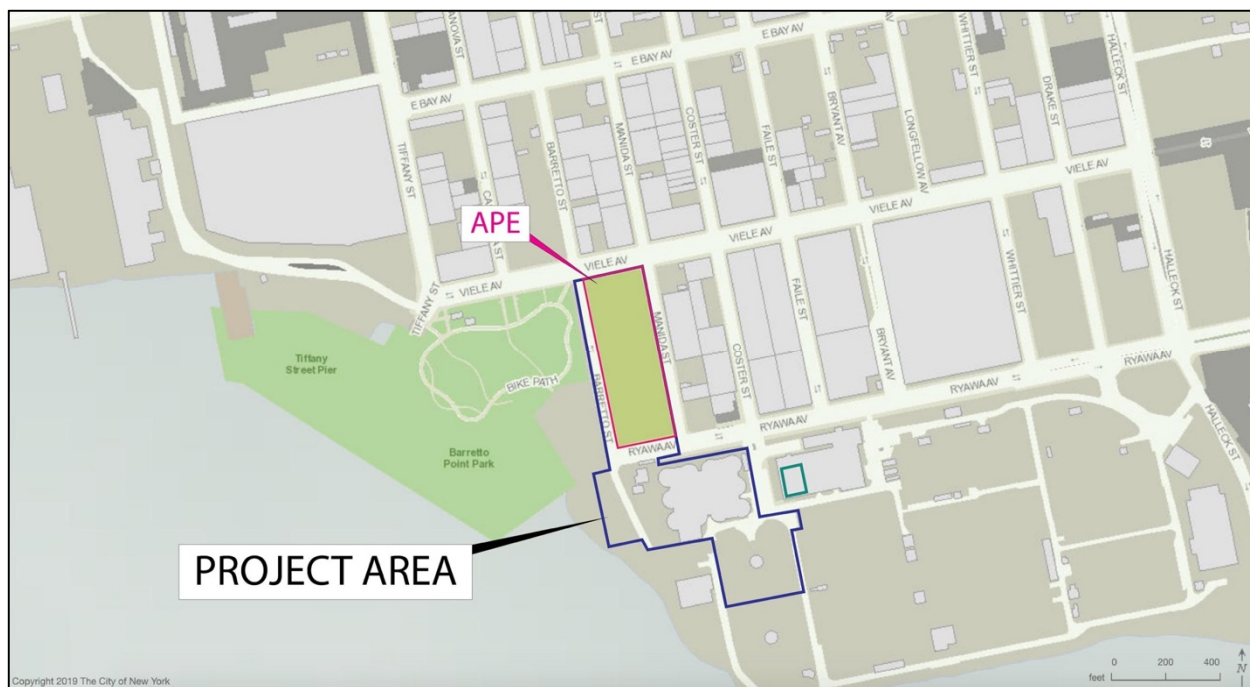 E BAY AV
CASANOVA ST
E BAY AV
E BAY AV
WHITTIER ST
DRAKE ST
HALLECK ST
TIFFANY ST
BARRETTO ST
MANIDA ST
COSTER ST
FAILE ST
BRYANT AV
LONGFELLOW AV
VIELE AV
VIELE AV
APE
VIELE AV
VIELE AV
TIFFANY ST
MANIDA ST
COSTER ST
FAILE ST
BRYANT AV
WHITTIER ST
HALLECK ST
Tiffany
Street Pier
BIKE PATH
BARRETTO ST
RYAWA AV
RYAWA AV
RYAWA AV
RYAWA AV
HALLECK ST
Barretto
Point Park
PROJECT AREA
0 200 400
feet
N
Copyright 2019 The City of New York